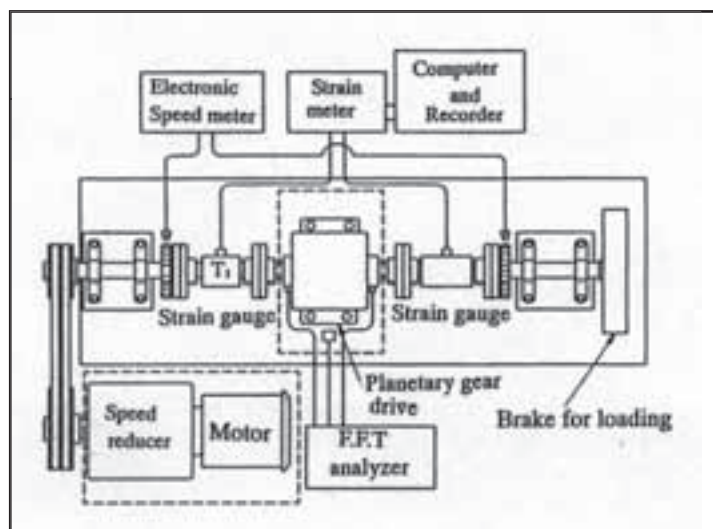 Electronic
Speed meter
Strain
meter
Computer
and
Recorder
T₁
Strain gauge
Strain gauge
Planetary gear
drive
Brake for loading
Speed
reducer
Motor
F.F.T
analyzer